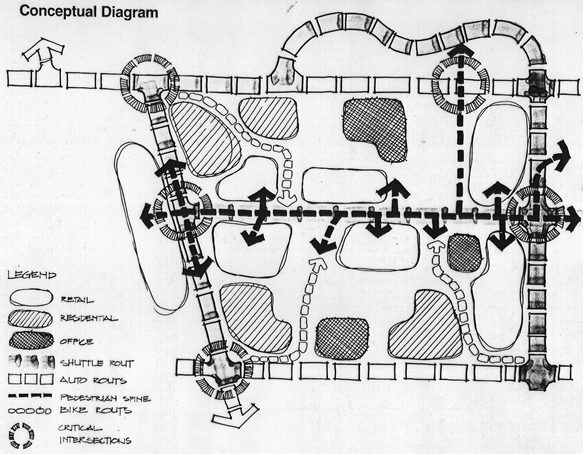 Conceptual Diagram
LEGEND
RETAIL
RESIDENTIAL
OFFICE
SHUTTLE ROUT
AUTO ROUTS
PEDESTRIAN SPINE
BIKE ROUTS
CRITICAL
INTERSECTIONS